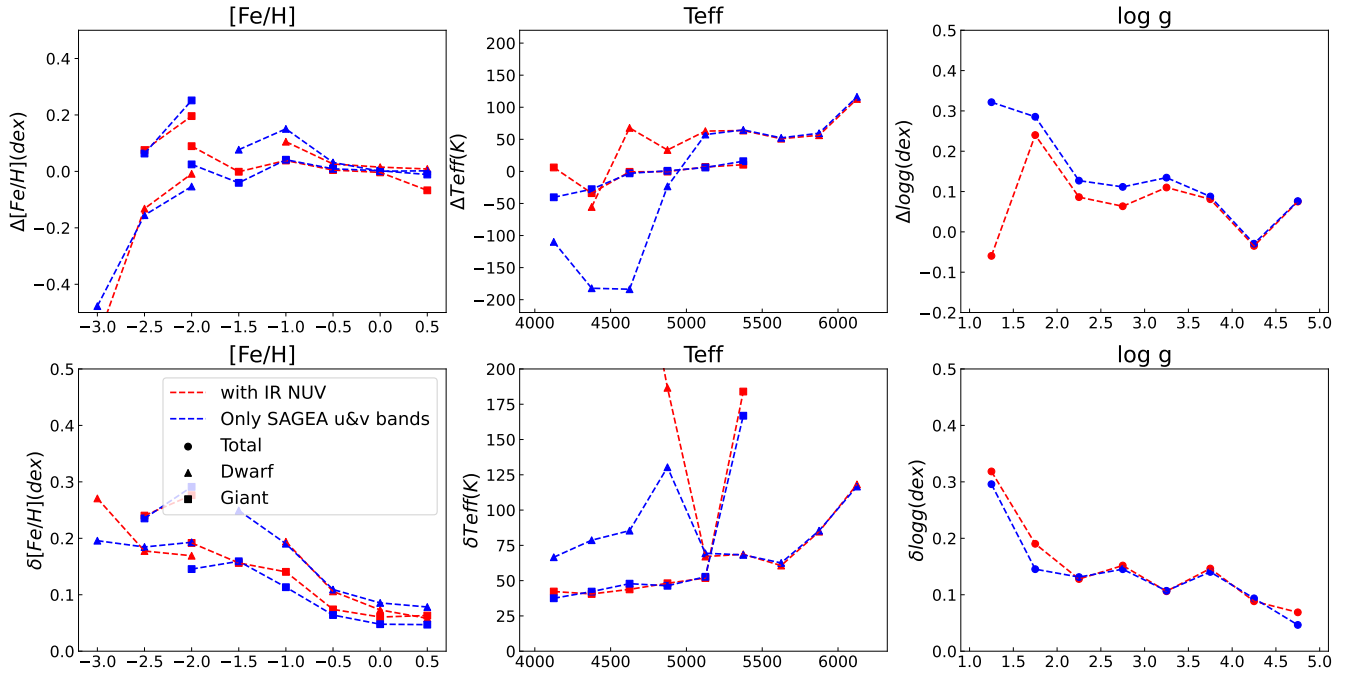 [Fe/H]
Teff
log g
Δ[Fe/H](dex)
0.4
0.2
0.0
−0.2
−0.4
−3.0 −2.5 −2.0 −1.5 −1.0 −0.5 0.0 0.5
ΔTeff(K)
200
150
100
50
0
−50
−100
−150
−200
4000 4500 5000 5500 6000
Δlogg(dex)
0.5
0.4
0.3
0.2
0.1
0.0
−0.1
−0.2
1.0 1.5 2.0 2.5 3.0 3.5 4.0 4.5 5.0
[Fe/H]
Teff
log g
δ[Fe/H](dex)
0.5
0.4
0.3
0.2
0.1
0.0
with IR NUV
Only SAGEA u&v bands
Total
Dwarf
Giant
−3.0 −2.5 −2.0 −1.5 −1.0 −0.5 0.0 0.5
δTeff(K)
200
175
150
125
100
75
50
25
0
4000 4500 5000 5500 6000
δlogg(dex)
0.5
0.4
0.3
0.2
0.1
0.0
1.0 1.5 2.0 2.5 3.0 3.5 4.0 4.5 5.0